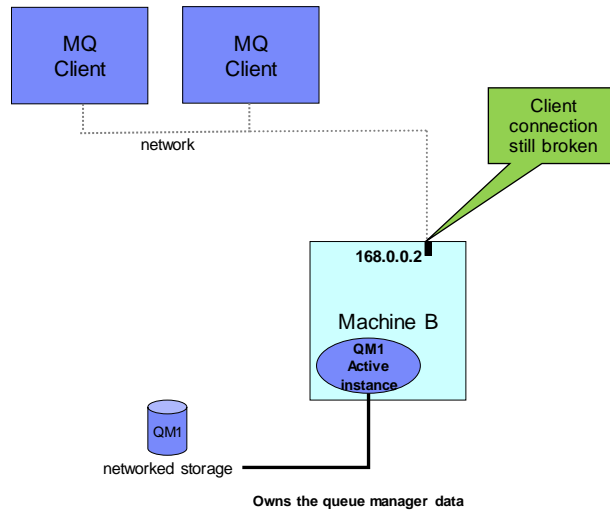 MQ
Client
MQ
Client
network
Client
connection
still broken
168.0.0.2
Machine B
QM1
Active
instance
QM1
networked storage
Owns the queue manager data